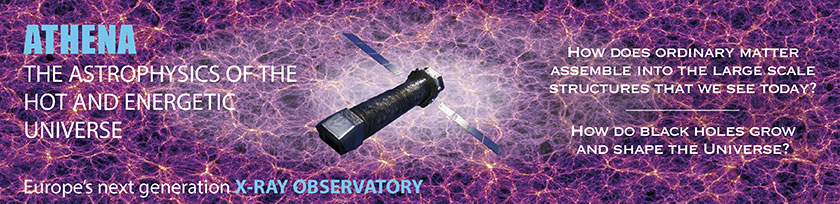 ATHENA
THE ASTROPHYSICS OF THE
HOT AND ENERGETIC
UNIVERSE
Europe's next generation X-RAY OBSERVATORY
How does ordinary matter
assemble into the large scale
structures that we see today?
How do black holes grow
and shape the Universe?